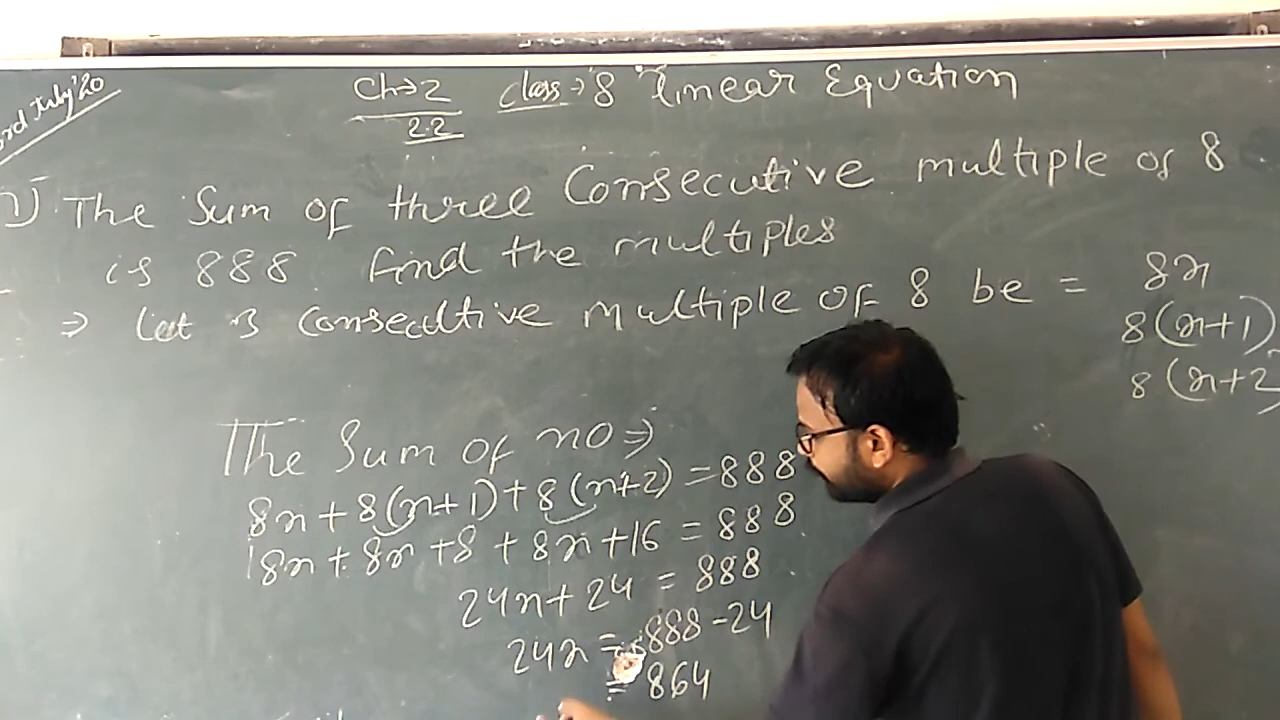 3rd July'20
Ch→2 Class→8 Linear Equation
2.2
1) The Sum of three Consecutive multiple of 8
is 888 find the multiples
⇒ Let 3 consecutive multiple of 8 be = 8x
8(x+1)
8(x+2)
The Sum of no ⇒
8x + 8(x+1) + 8(x+2) = 888
8x + 8x + 8 + 8x + 16 = 888
24x + 24 = 888
24x = 888 - 24
= 864